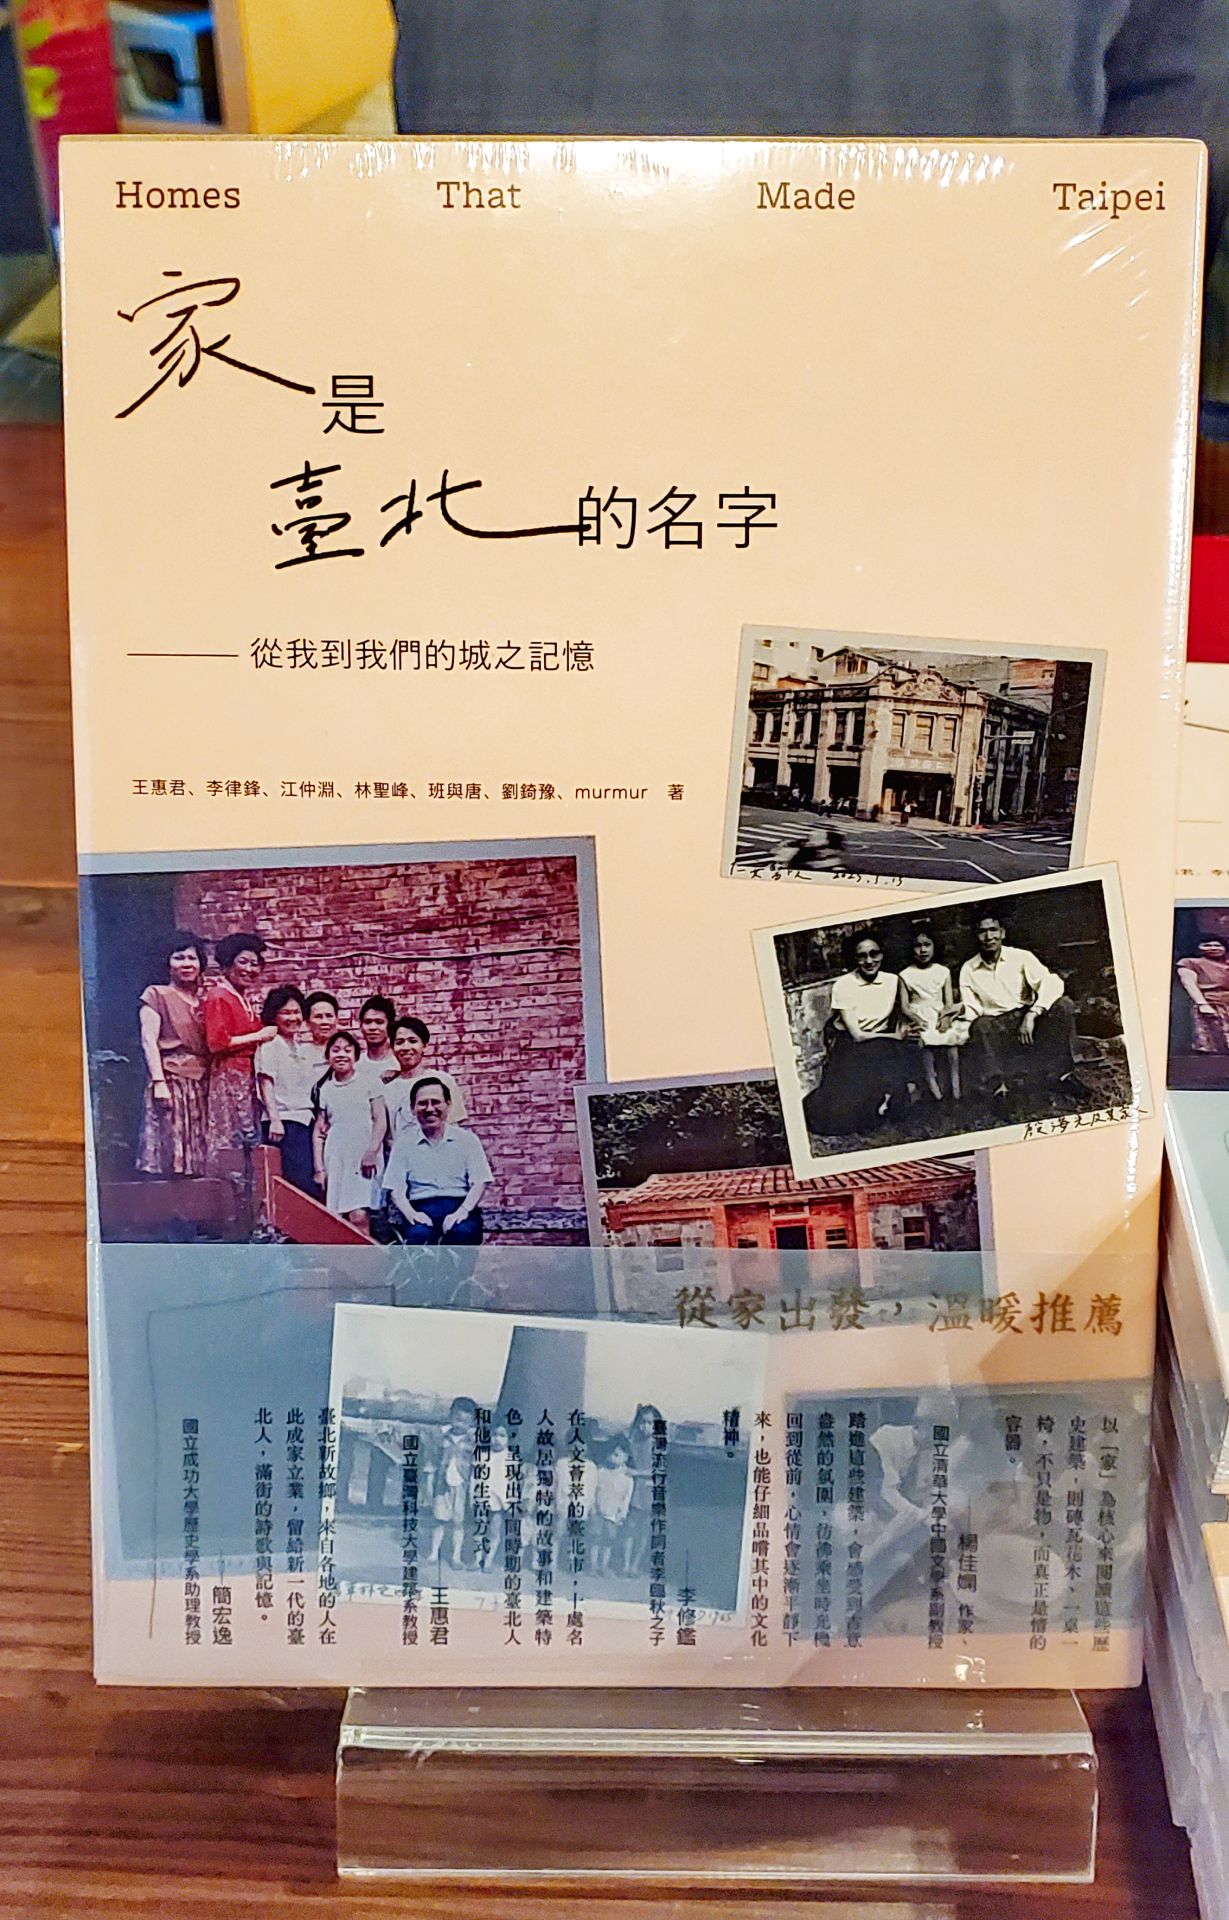 Homes That Made Taipei
家是
臺北的名字
從我到我們的城之記憶
王惠君、李律鋒、江仲淵、林聖峰、班與唐、劉錡豫、murmur 著
殷海光及其家人
從家出發，溫暖推薦
以「家」為核心來閱讀這些歷
史建築，則磚瓦花木、一桌一
椅，不只是物，而真正是情的
容器。
——楊佳嫻 作家、
國立清華大學中國文學系副教授
踏進這些建築，會感受到古意
盎然的氛圍，彷彿乘坐時光機
回到從前，心情會逐漸平靜下
來，也能仔細品嚐其中的文化
精神。
——李修鑑
臺灣流行音樂作詞者李臨秋之子
在人文薈萃的臺北市，十處名
人故居獨特的故事和建築特
色，呈現出不同時期的臺北人
和他們的生活方式。
——王惠君
國立臺灣科技大學建築系教授
臺北新故鄉，來自各地的人在
此成家立業，留給新一代的臺
北人，滿街的詩歌與記憶。
——簡宏逸
國立成功大學歷史學系助理教授